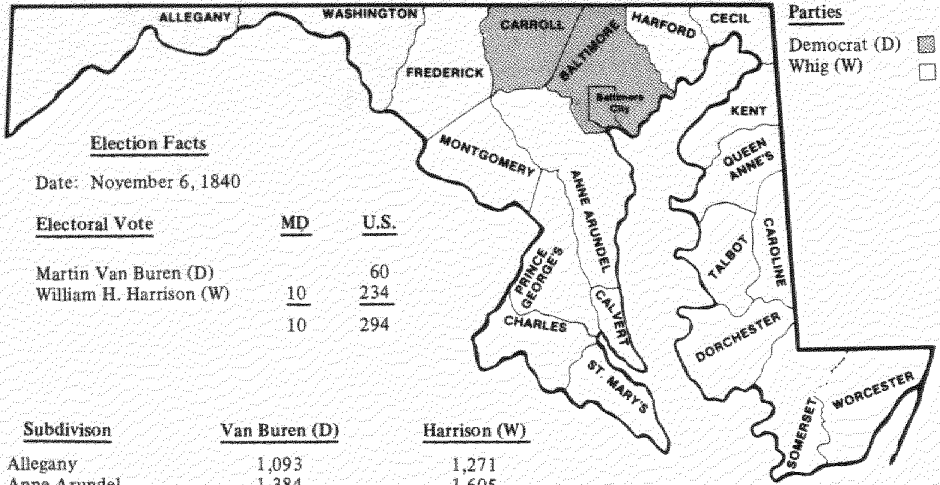 ALLEGANY
WASHINGTON
FREDERICK
CARROLL
BALTIMORE
Baltimore
City
HARFORD
CECIL
KENT
QUEEN
ANNE'S
TALBOT
CAROLINE
DORCHESTER
SOMERSET
WORCESTER
MONTGOMERY
ANNE ARUNDEL
PRINCE
GEORGE'S
CALVERT
CHARLES
ST. MARY'S
Parties
Democrat (D)
Whig (W)
Election Facts
Date: November 6, 1840
Electoral Vote MD U.S.
Martin Van Buren (D) 60
William H. Harrison (W) 10 234
10 294
Subdivison Van Buren (D) Harrison (W)
Allegany 1,093 1,271
Anne Arundel 1,384 1,605